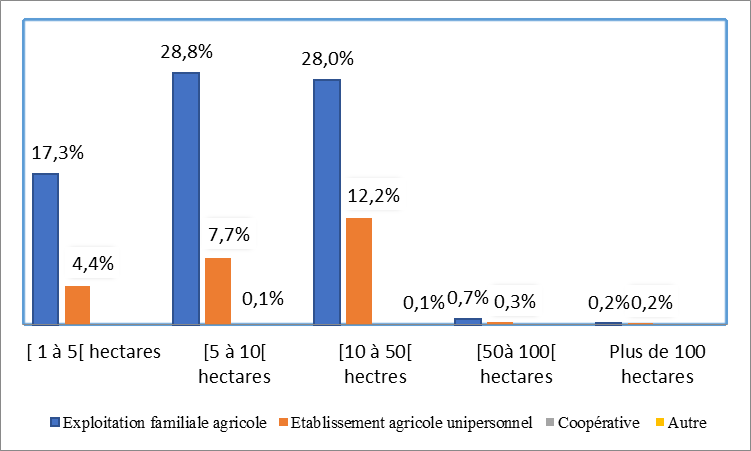 28,8%
28,0%
17,3%
12,2%
7,7%
4,4%
0,1%
0,1%
0,7%
0,3%
0,2%
0,2%
[ 1 à 5[ hectares
[5 à 10[
hectares
[10 à 50[
hectres
[50à 100[
hectares
Plus de 100
hectares
Exploitation familiale agricole
Etablissement agricole unipersonnel
Coopérative
Autre